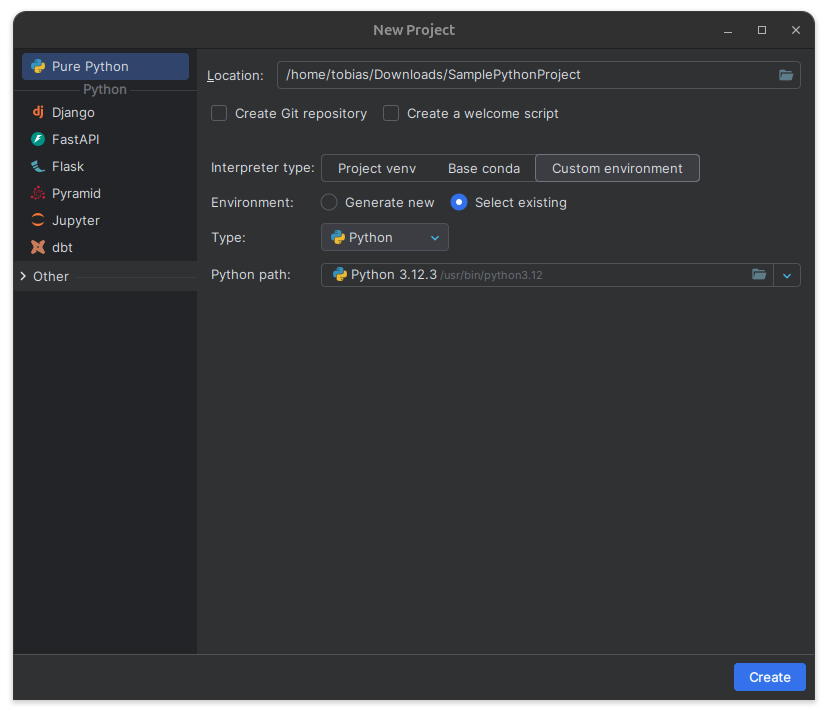 New Project
Pure Python
Python
dj Django
FastAPI
Flask
Pyramid
Jupyter
dbt
Other
Location: /home/tobias/Downloads/SamplePythonProject
Create Git repository Create a welcome script
Interpreter type: Project venv Base conda Custom environment
Environment: Generate new Select existing
Type: Python
Python path: Python 3.12.3 /usr/bin/python3.12
Create